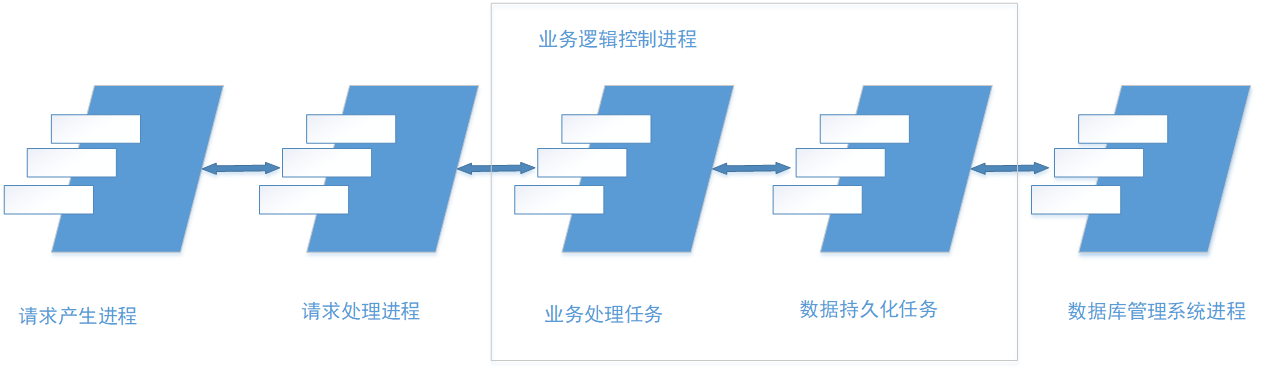 业务逻辑控制进程
请求产生进程
请求处理进程
业务处理任务
数据持久化任务
数据库管理系统进程